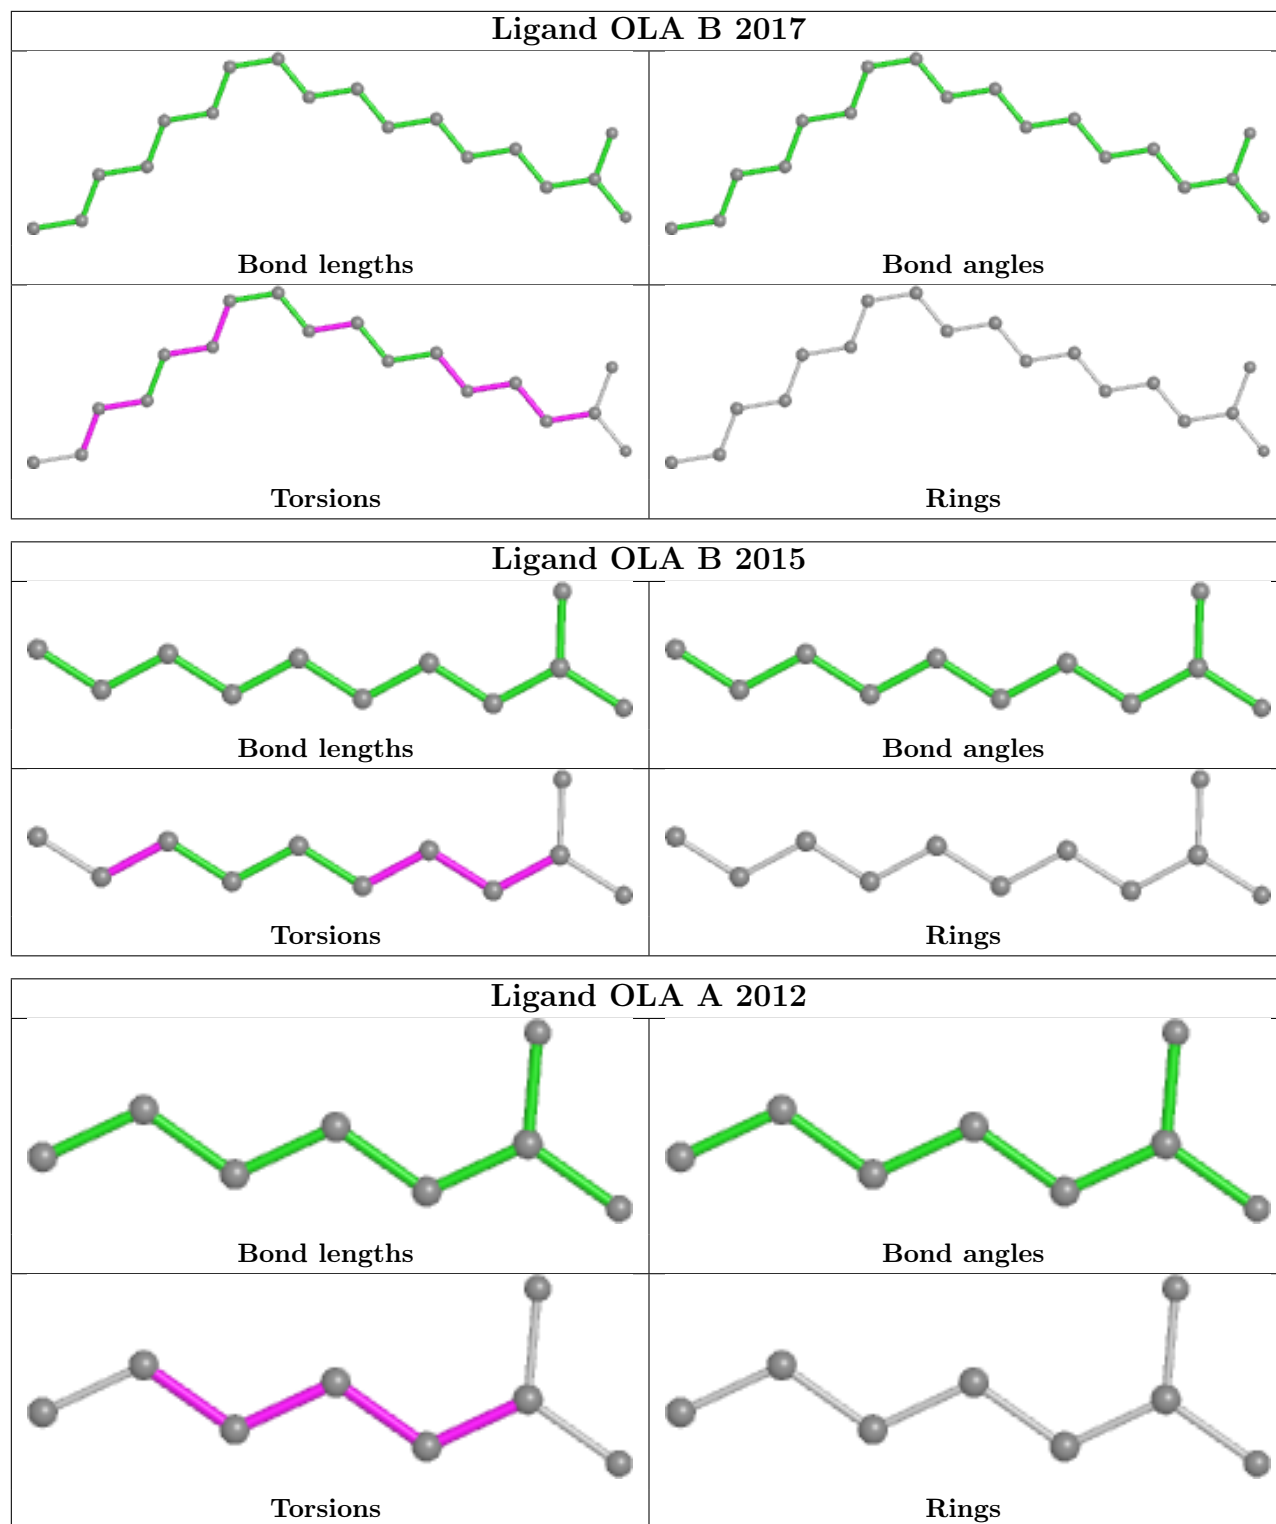 Ligand OLA B 2017
Bond lengths
Bond angles
Torsions
Rings
Ligand OLA B 2015
Bond lengths
Bond angles
Torsions
Rings
Ligand OLA A 2012
Bond lengths
Bond angles
Torsions
Rings